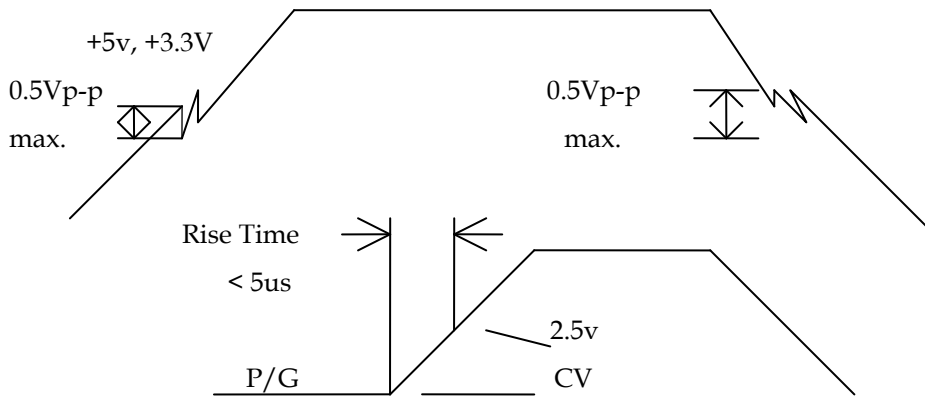 +5v, +3.3V
0.5Vp-p
max.
0.5Vp-p
max.
Rise Time
< 5us
2.5v
P/G
CV